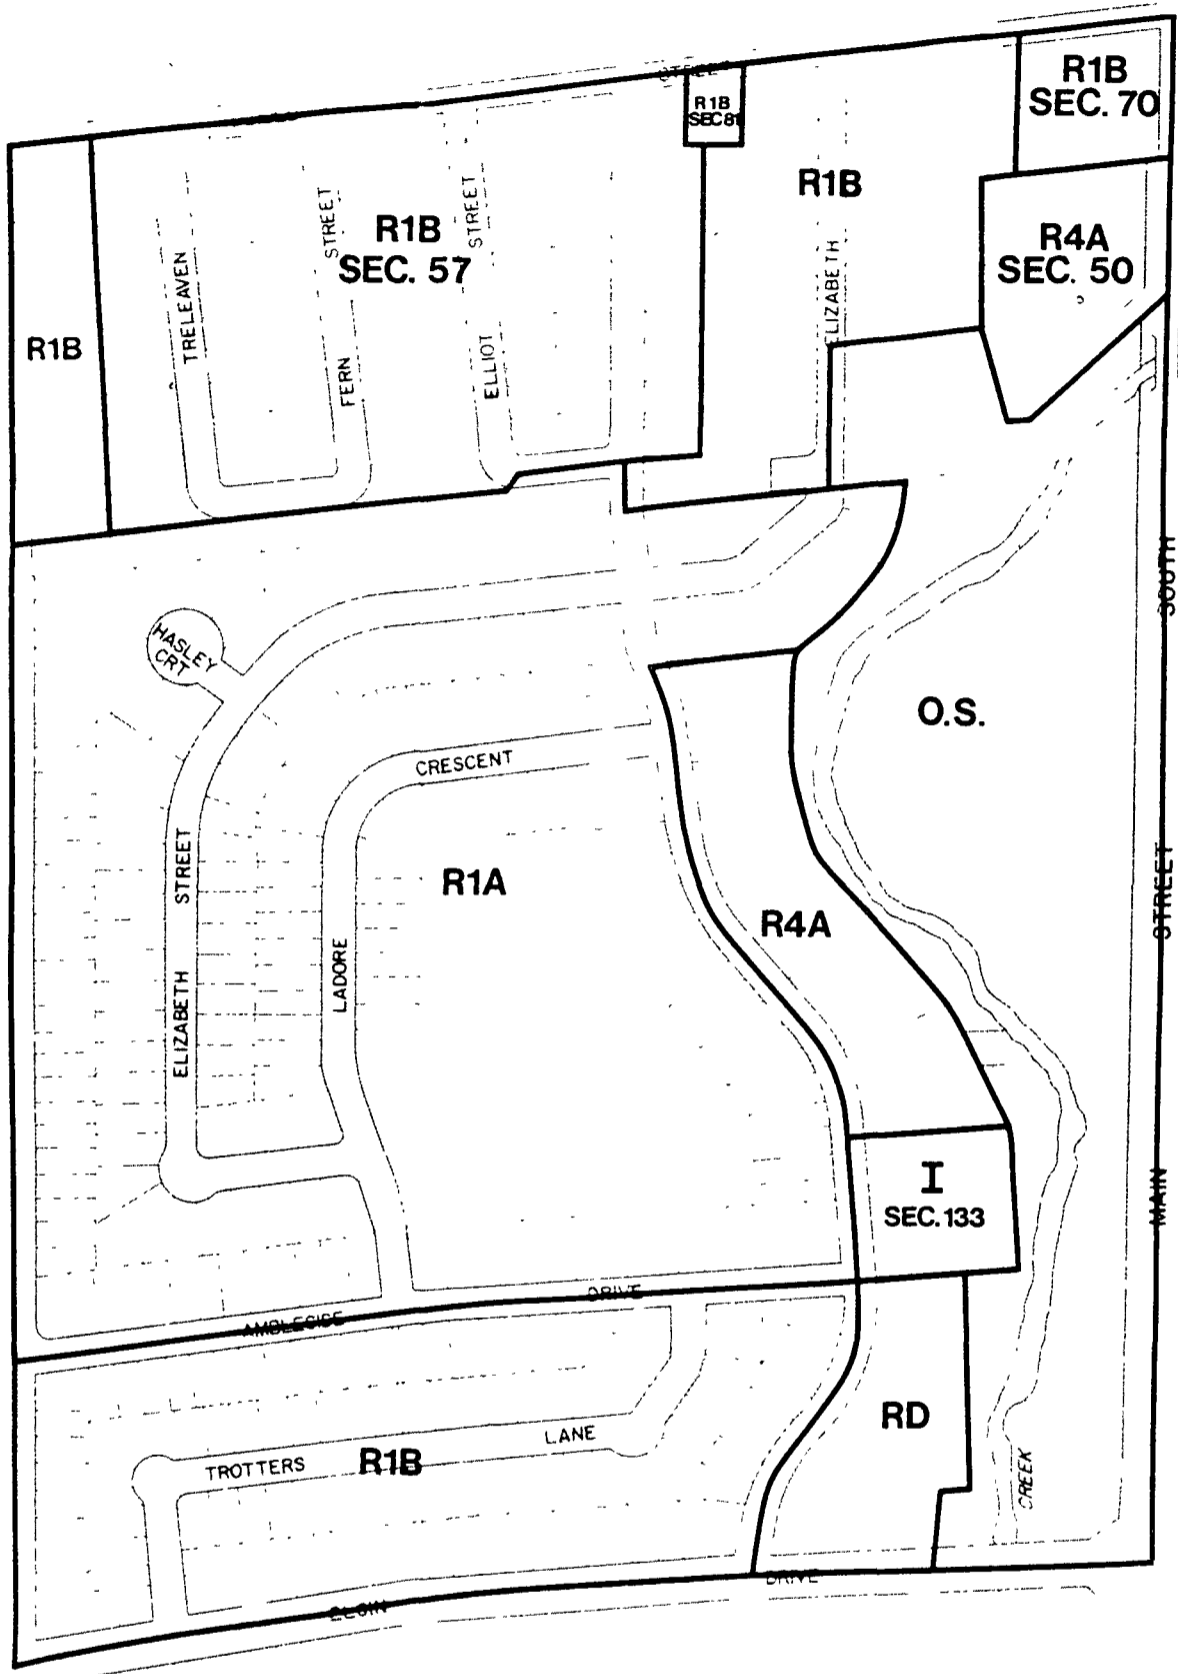 STREET
R1B
SEC. 81
R1B
SEC. 70
R1B
R1B
SEC. 57
STREET
STREET
R4A
SEC. 50
ELIZABETH
TRELEAVEN
FERN
ELLIOT
R1B
SOUTH
HASLEY
CRT
O.S.
CRESCENT
R1A
R4A
STREET
STREET
LADORE
ELIZABETH
MAIN
I
SEC. 133
DRIVE
AMBLESIDE
RD
LANE
TROTTERS
R1B
CREEK
DRIVE
ELGIN